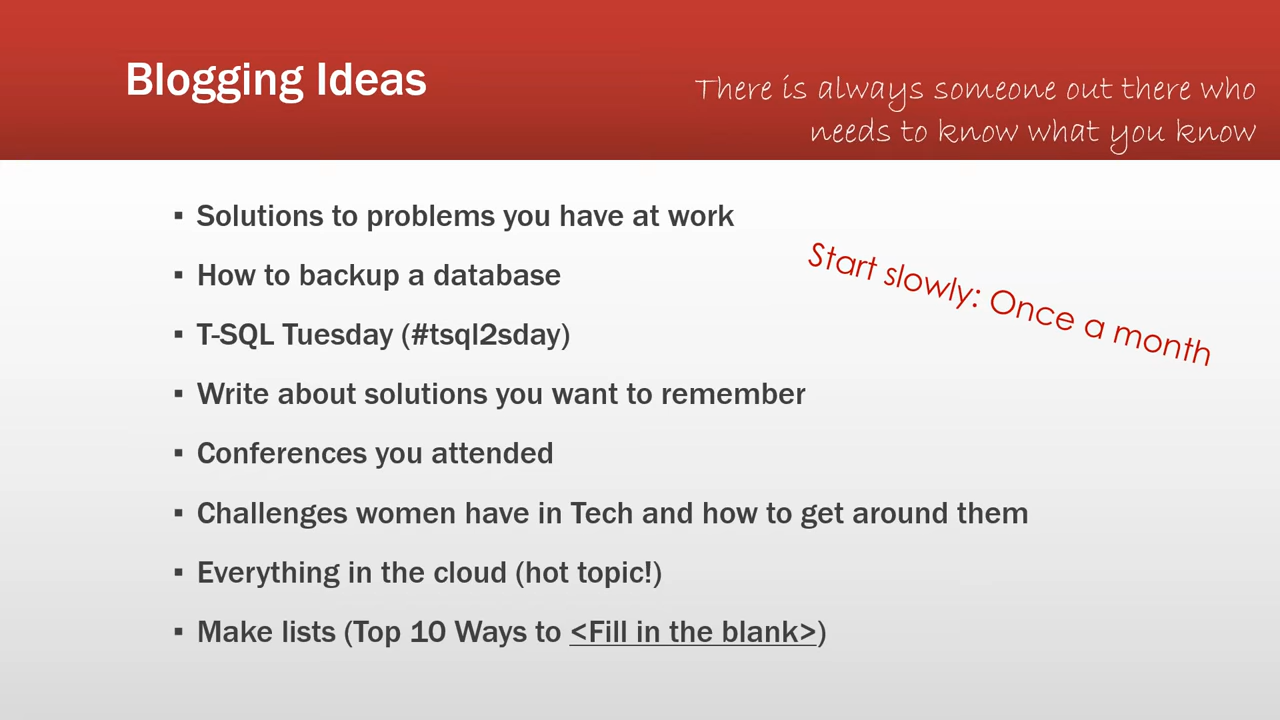 Blogging Ideas
There is always someone out there who
needs to know what you know
▪ Solutions to problems you have at work
Start slowly: Once a month
▪ How to backup a database
▪ T-SQL Tuesday (#tsql2sday)
▪ Write about solutions you want to remember
▪ Conferences you attended
▪ Challenges women have in Tech and how to get around them
▪ Everything in the cloud (hot topic!)
▪ Make lists (Top 10 Ways to <Fill in the blank>)